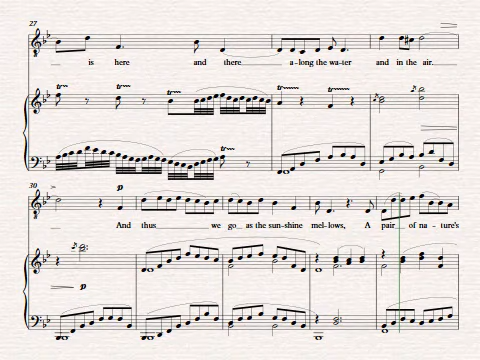 27
is here and there a-long the wa-ter and in the air.
30
p
And thus we go as the sun-shine mel-lows, A pair of na-ture's
p